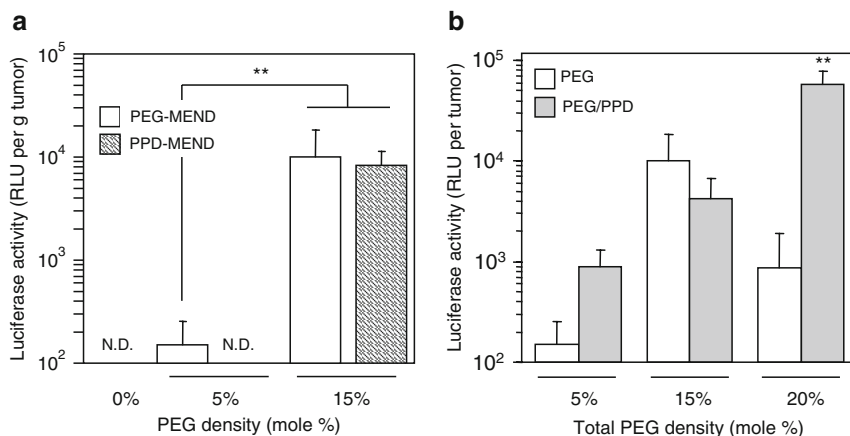 a
Luciferase activity (RLU per g tumor)
10^5
10^4
10^3
10^2
**
PEG-MEND
PPD-MEND
N.D.
N.D.
0% 5% 15%
PEG density (mole %)
b
Luciferase activity (RLU per tumor)
10^5
10^4
10^3
10^2
PEG
PEG/PPD
**
5% 15% 20%
Total PEG density (mole %)